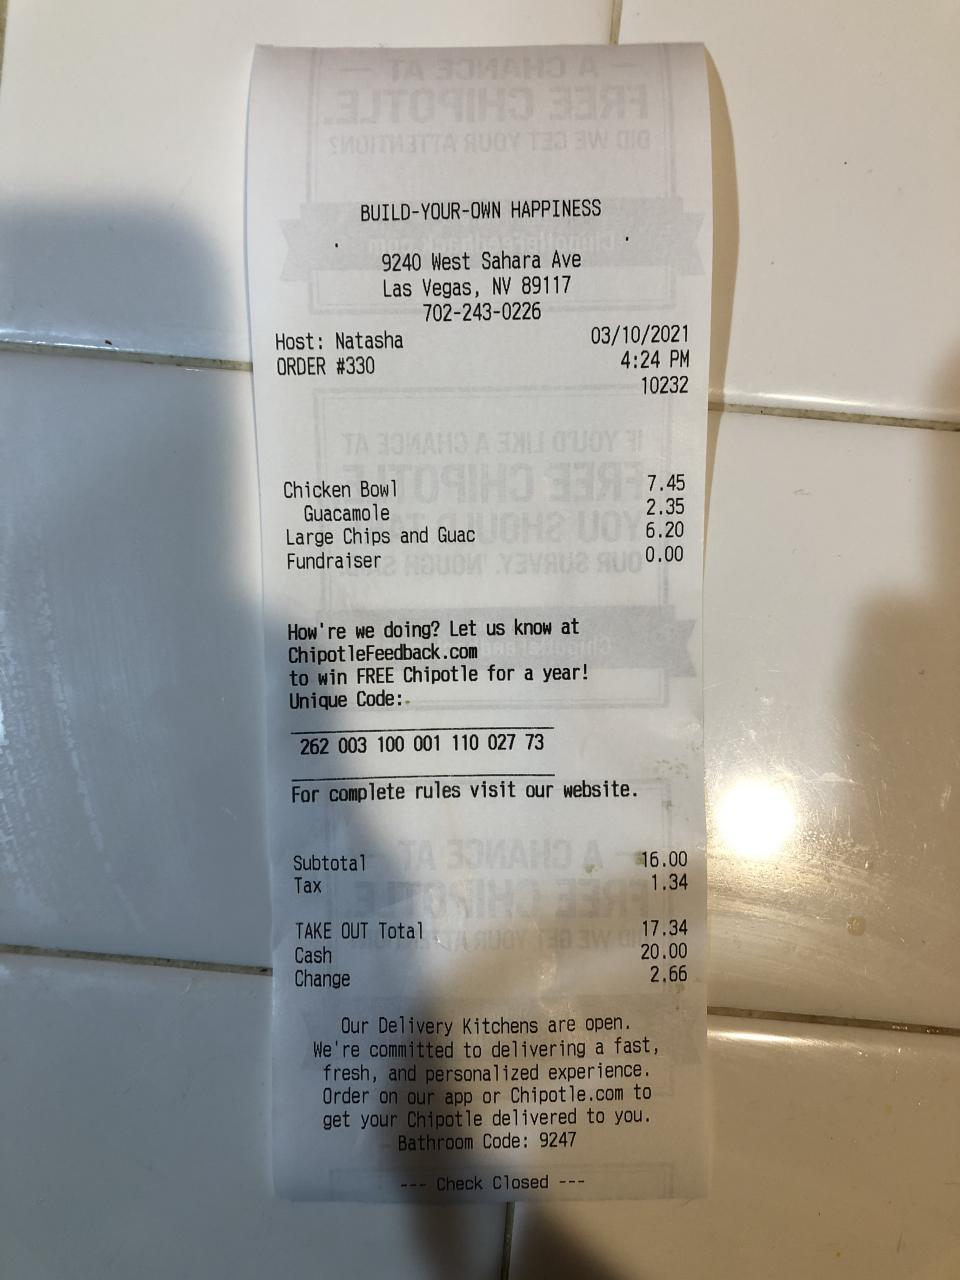 BUILD-YOUR-OWN HAPPINESS
9240 West Sahara Ave
Las Vegas, NV 89117
702-243-0226
Host: Natasha 03/10/2021
ORDER #330 4:24 PM
10232
Chicken Bowl 7.45
Guacamole 2.35
Large Chips and Guac 6.20
Fundraiser 0.00
How're we doing? Let us know at
ChipotleFeedback.com
to win FREE Chipotle for a year!
Unique Code:
262 003 100 001 110 027 73
For complete rules visit our website.
Subtotal 16.00
Tax 1.34
TAKE OUT Total 17.34
Cash 20.00
Change 2.66
Our Delivery Kitchens are open.
We're committed to delivering a fast,
fresh, and personalized experience.
Order on our app or Chipotle.com to
get your Chipotle delivered to you.
Bathroom Code: 9247
--- Check Closed ---